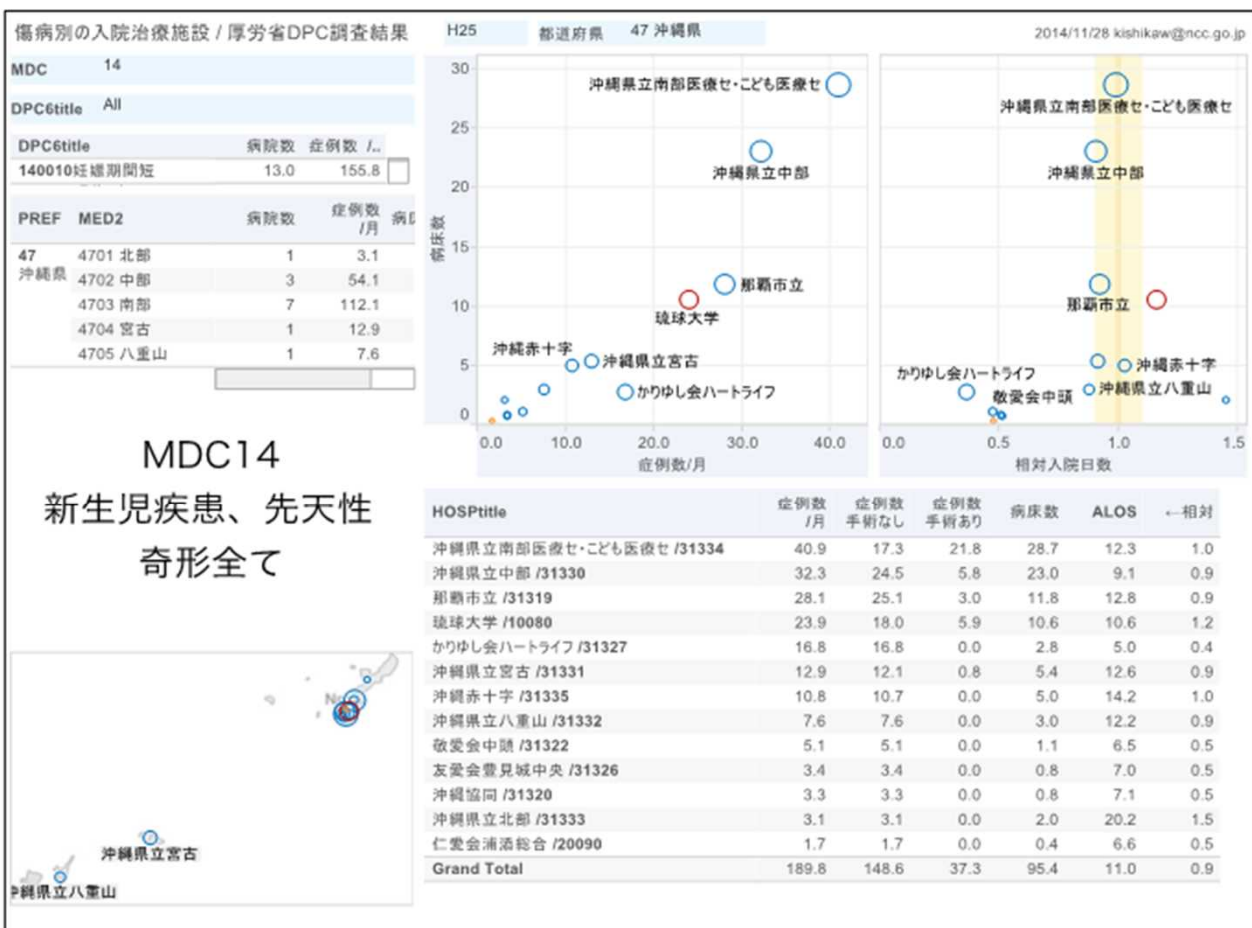 傷病別の入院治療施設 / 厚労省DPC調査結果
H25
都道府県 47 沖縄県
2014/11/28 kishikaw@ncc.go.jp
MDC 14
DPC6title All
DPC6title 病院数 症例数 /..
140010妊娠期間短 13.0 155.8
PREF MED2 病院数 症例数 /月
47 沖縄県
4701 北部 1 3.1
4702 中部 3 54.1
4703 南部 7 112.1
4704 宮古 1 12.9
4705 八重山 1 7.6
MDC14
新生児疾患、先天性
奇形全て
沖縄県立宮古
沖縄県立八重山
病床数
30
25
20
15
10
5
0
沖縄県立南部医療セ・こども医療セ
沖縄県立中部
那覇市立
琉球大学
沖縄赤十字
沖縄県立宮古
かりゆし会ハートライフ
0.0 10.0 20.0 30.0 40.0
症例数/月
沖縄県立南部医療セ・こども医療セ
沖縄県立中部
那覇市立
沖縄赤十字
かりゆし会ハートライフ
沖縄県立八重山
敬愛会中頭
0.0 0.5 1.0 1.5
相対入院日数
HOSPtitle 症例数 /月 症例数 手術なし 症例数 手術あり 病床数 ALOS ←相対
沖縄県立南部医療セ・こども医療セ /31334 40.9 17.3 21.8 28.7 12.3 1.0
沖縄県立中部 /31330 32.3 24.5 5.8 23.0 9.1 0.9
那覇市立 /31319 28.1 25.1 3.0 11.8 12.8 0.9
琉球大学 /10080 23.9 18.0 5.9 10.6 10.6 1.2
かりゆし会ハートライフ /31327 16.8 16.8 0.0 2.8 5.0 0.4
沖縄県立宮古 /31331 12.9 12.1 0.8 5.4 12.6 0.9
沖縄赤十字 /31335 10.8 10.7 0.0 5.0 14.2 1.0
沖縄県立八重山 /31332 7.6 7.6 0.0 3.0 12.2 0.9
敬愛会中頭 /31322 5.1 5.1 0.0 1.1 6.5 0.5
友愛会豊見城中央 /31326 3.4 3.4 0.0 0.8 7.0 0.5
沖縄協同 /31320 3.3 3.3 0.0 0.8 7.1 0.5
沖縄県立北部 /31333 3.1 3.1 0.0 2.0 20.2 1.5
仁愛会浦添総合 /20090 1.7 1.7 0.0 0.4 6.6 0.5
Grand Total 189.8 148.6 37.3 95.4 11.0 0.9